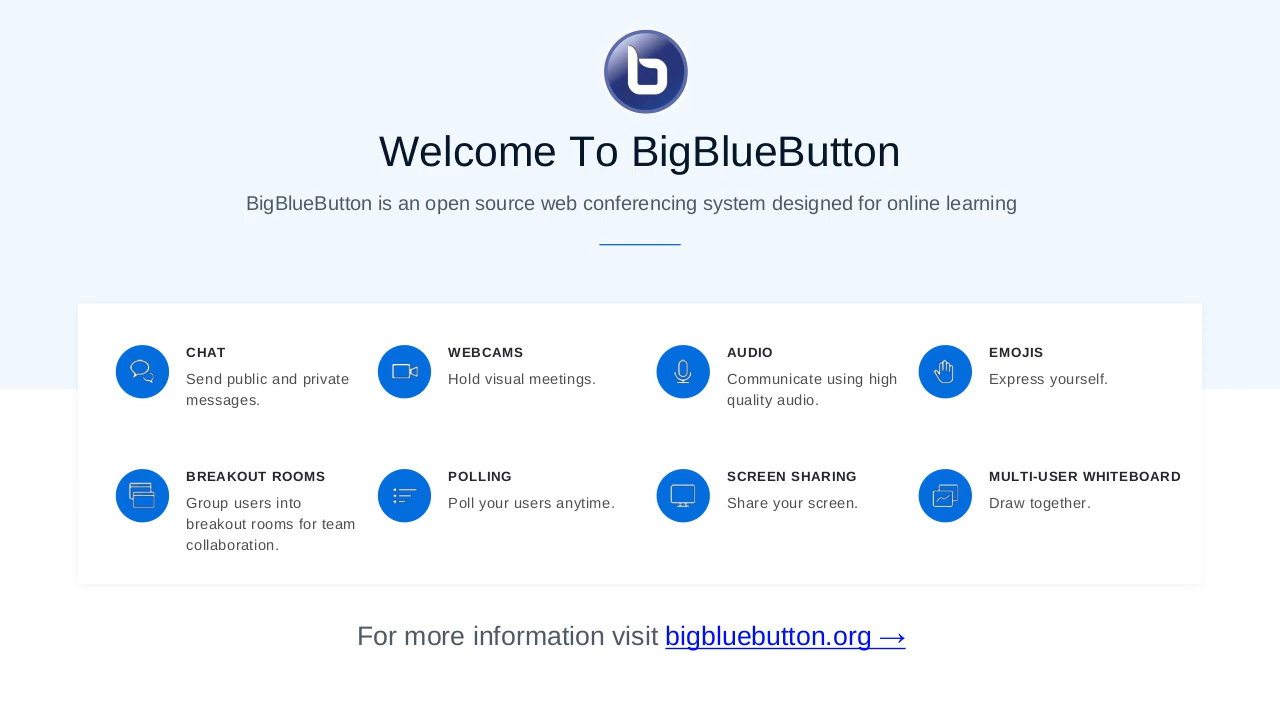 Welcome To BigBlueButton
BigBlueButton is an open source web conferencing system designed for online learning
CHAT
Send public and private
messages.
WEBCAMS
Hold visual meetings.
AUDIO
Communicate using high
quality audio.
EMOJIS
Express yourself.
BREAKOUT ROOMS
Group users into
breakout rooms for team
collaboration.
POLLING
Poll your users anytime.
SCREEN SHARING
Share your screen.
MULTI-USER WHITEBOARD
Draw together.
For more information visit bigbluebutton.org →